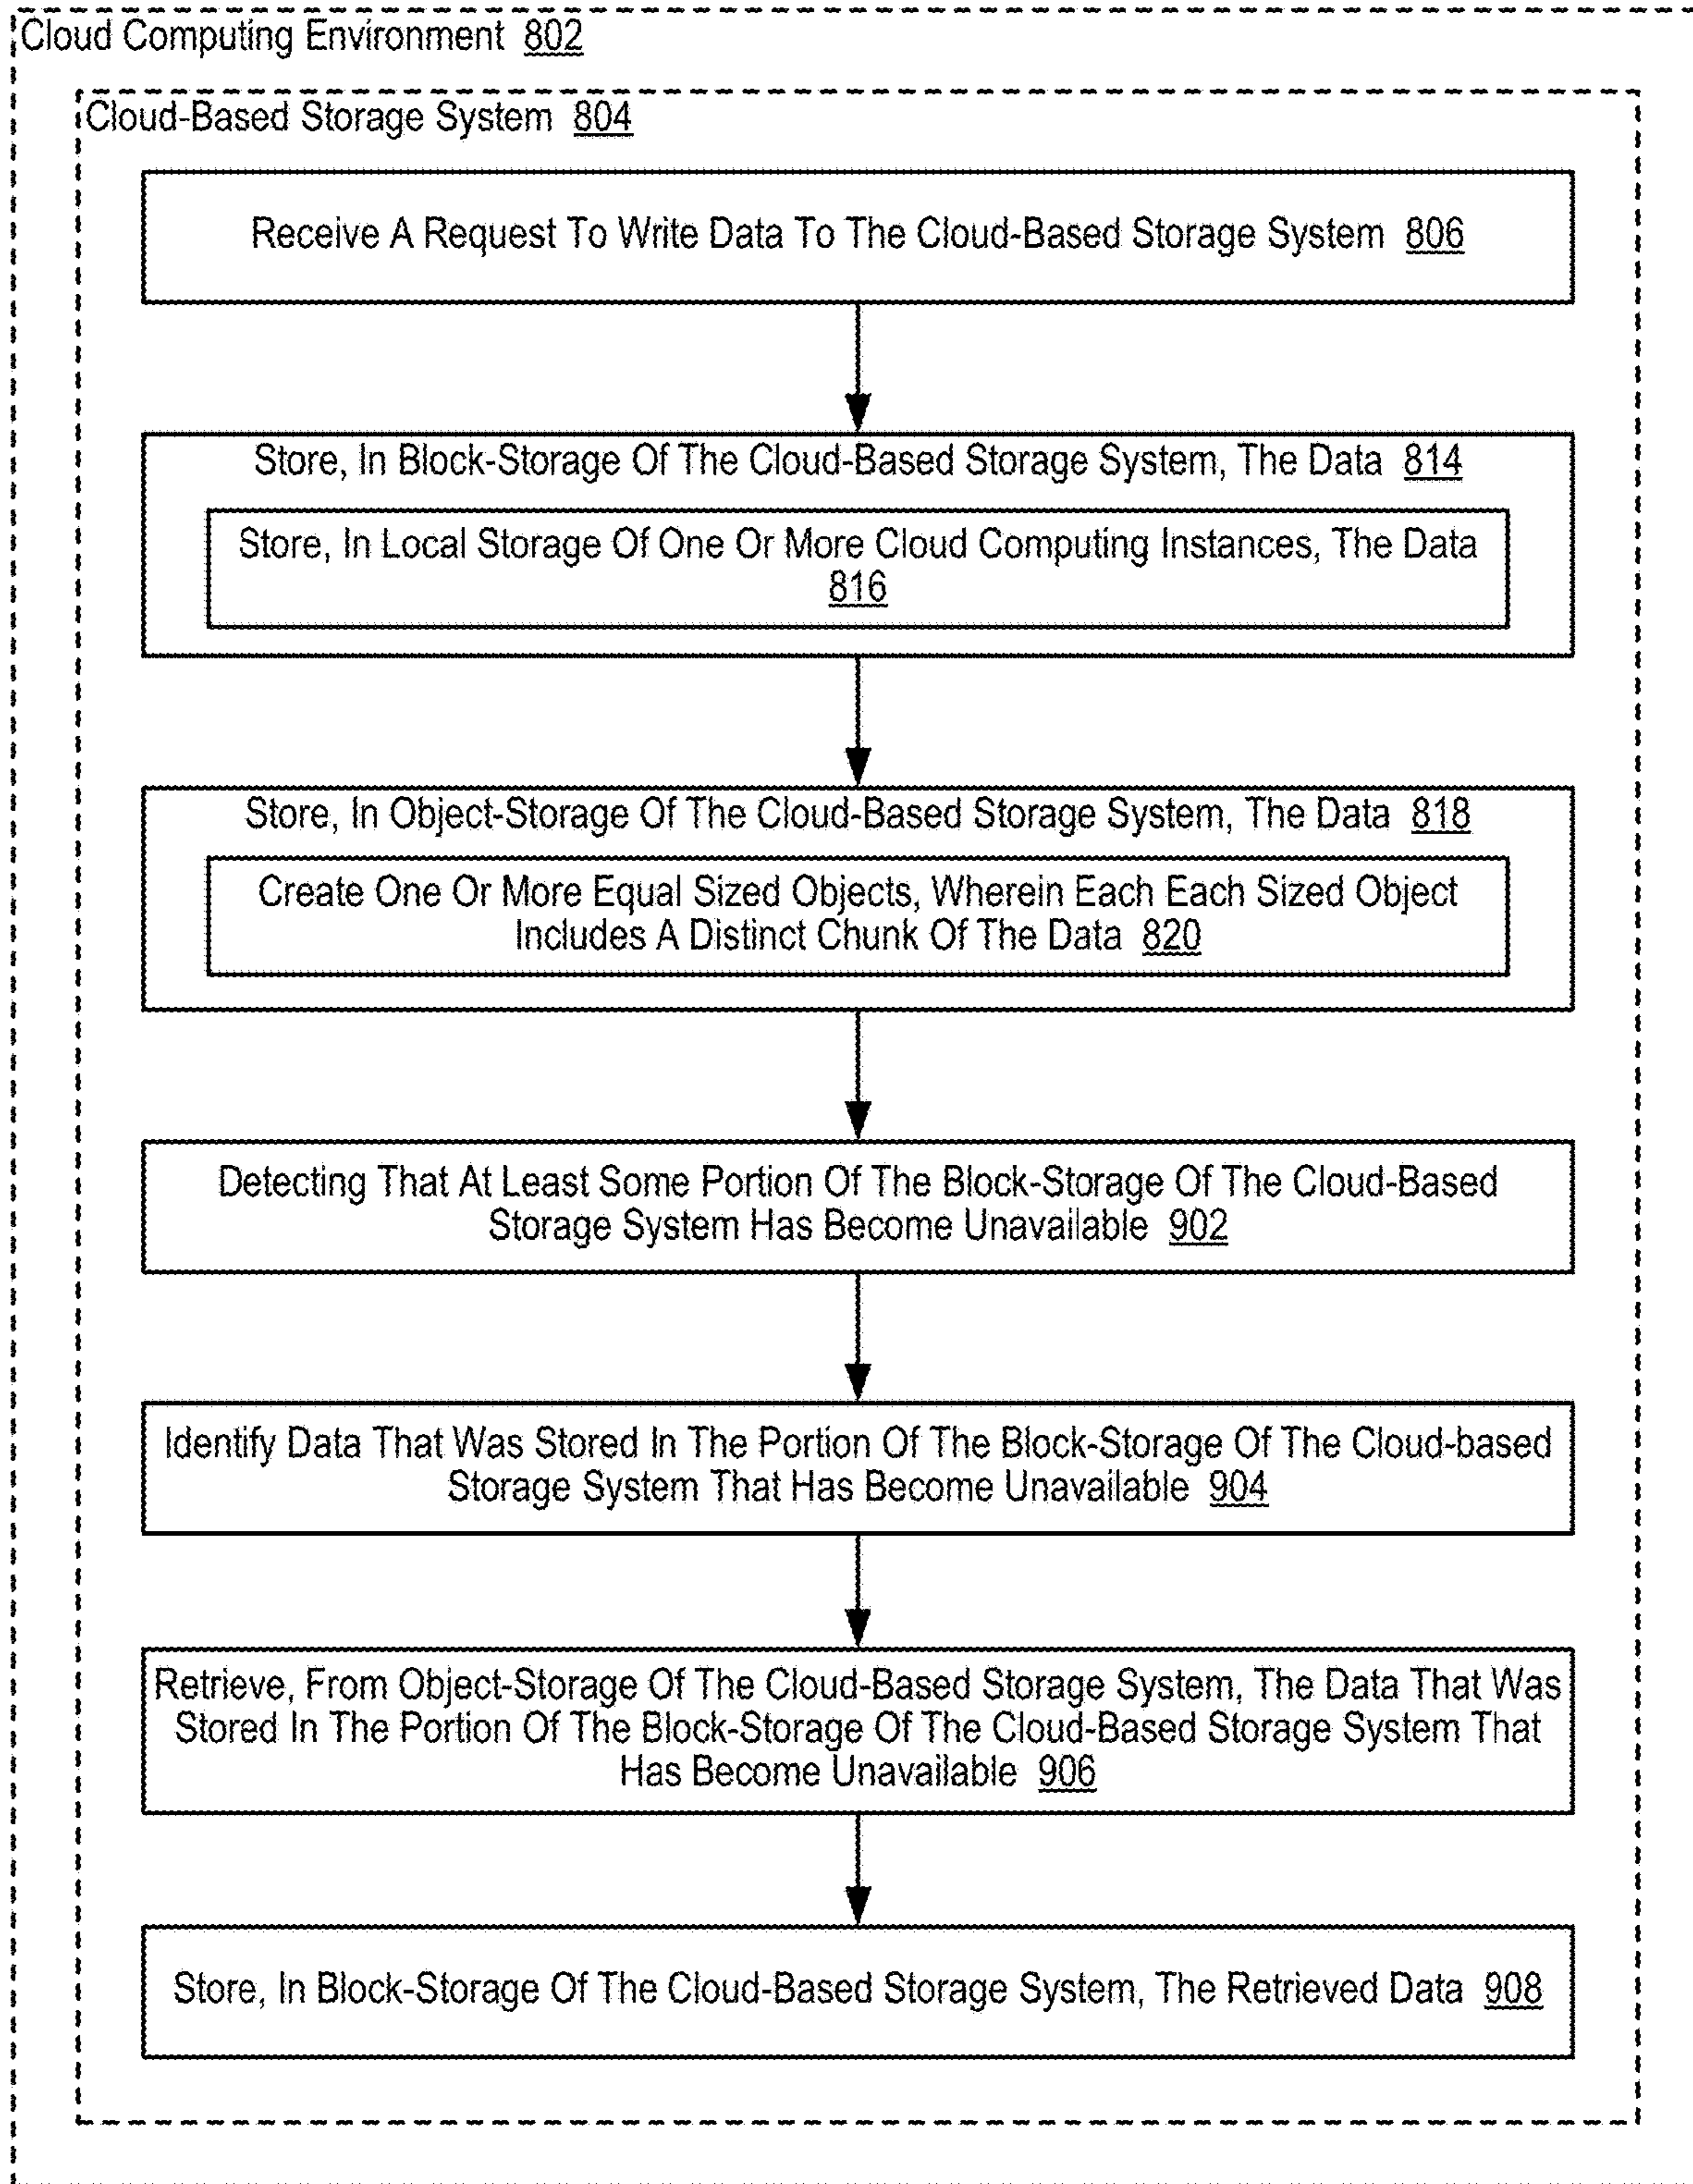 Cloud Computing Environment 802
Cloud-Based Storage System 804
Receive A Request To Write Data To The Cloud-Based Storage System 806
Store, In Block-Storage Of The Cloud-Based Storage System, The Data 814
Store, In Local Storage Of One Or More Cloud Computing Instances, The Data
816
Store, In Object-Storage Of The Cloud-Based Storage System, The Data 818
Create One Or More Equal Sized Objects, Wherein Each Each Sized Object
Includes A Distinct Chunk Of The Data 820
Detecting That At Least Some Portion Of The Block-Storage Of The Cloud-Based
Storage System Has Become Unavailable 902
Identify Data That Was Stored In The Portion Of The Block-Storage Of The Cloud-based
Storage System That Has Become Unavailable 904
Retrieve, From Object-Storage Of The Cloud-Based Storage System, The Data That Was
Stored In The Portion Of The Block-Storage Of The Cloud-Based Storage System That
Has Become Unavailable 906
Store, In Block-Storage Of The Cloud-Based Storage System, The Retrieved Data 908